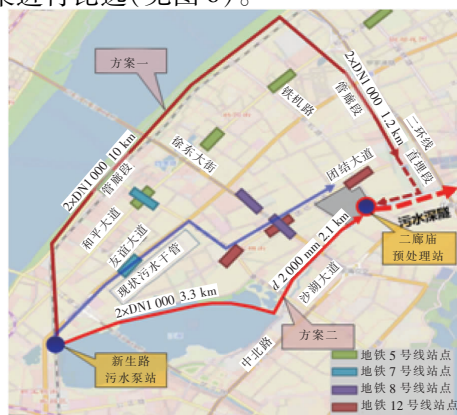 案进行比选(见图6)。
方案一
2×DN1 000 10 km
管廊段
2×DN1 000 1.2 km
管廊段
二环线
直埋段
铁机路
徐东大街
团结大道
和平大道
友谊大道
现状污水干管
污水深隧
二廊庙
预处理站
d 2 000 mm 2.1 km
沙湖大道
2×DN1 000 3.3 km
新生路
污水泵站
中北路
方案二
地铁5号线站点
地铁7号线站点
地铁8号线站点
地铁12号线站点